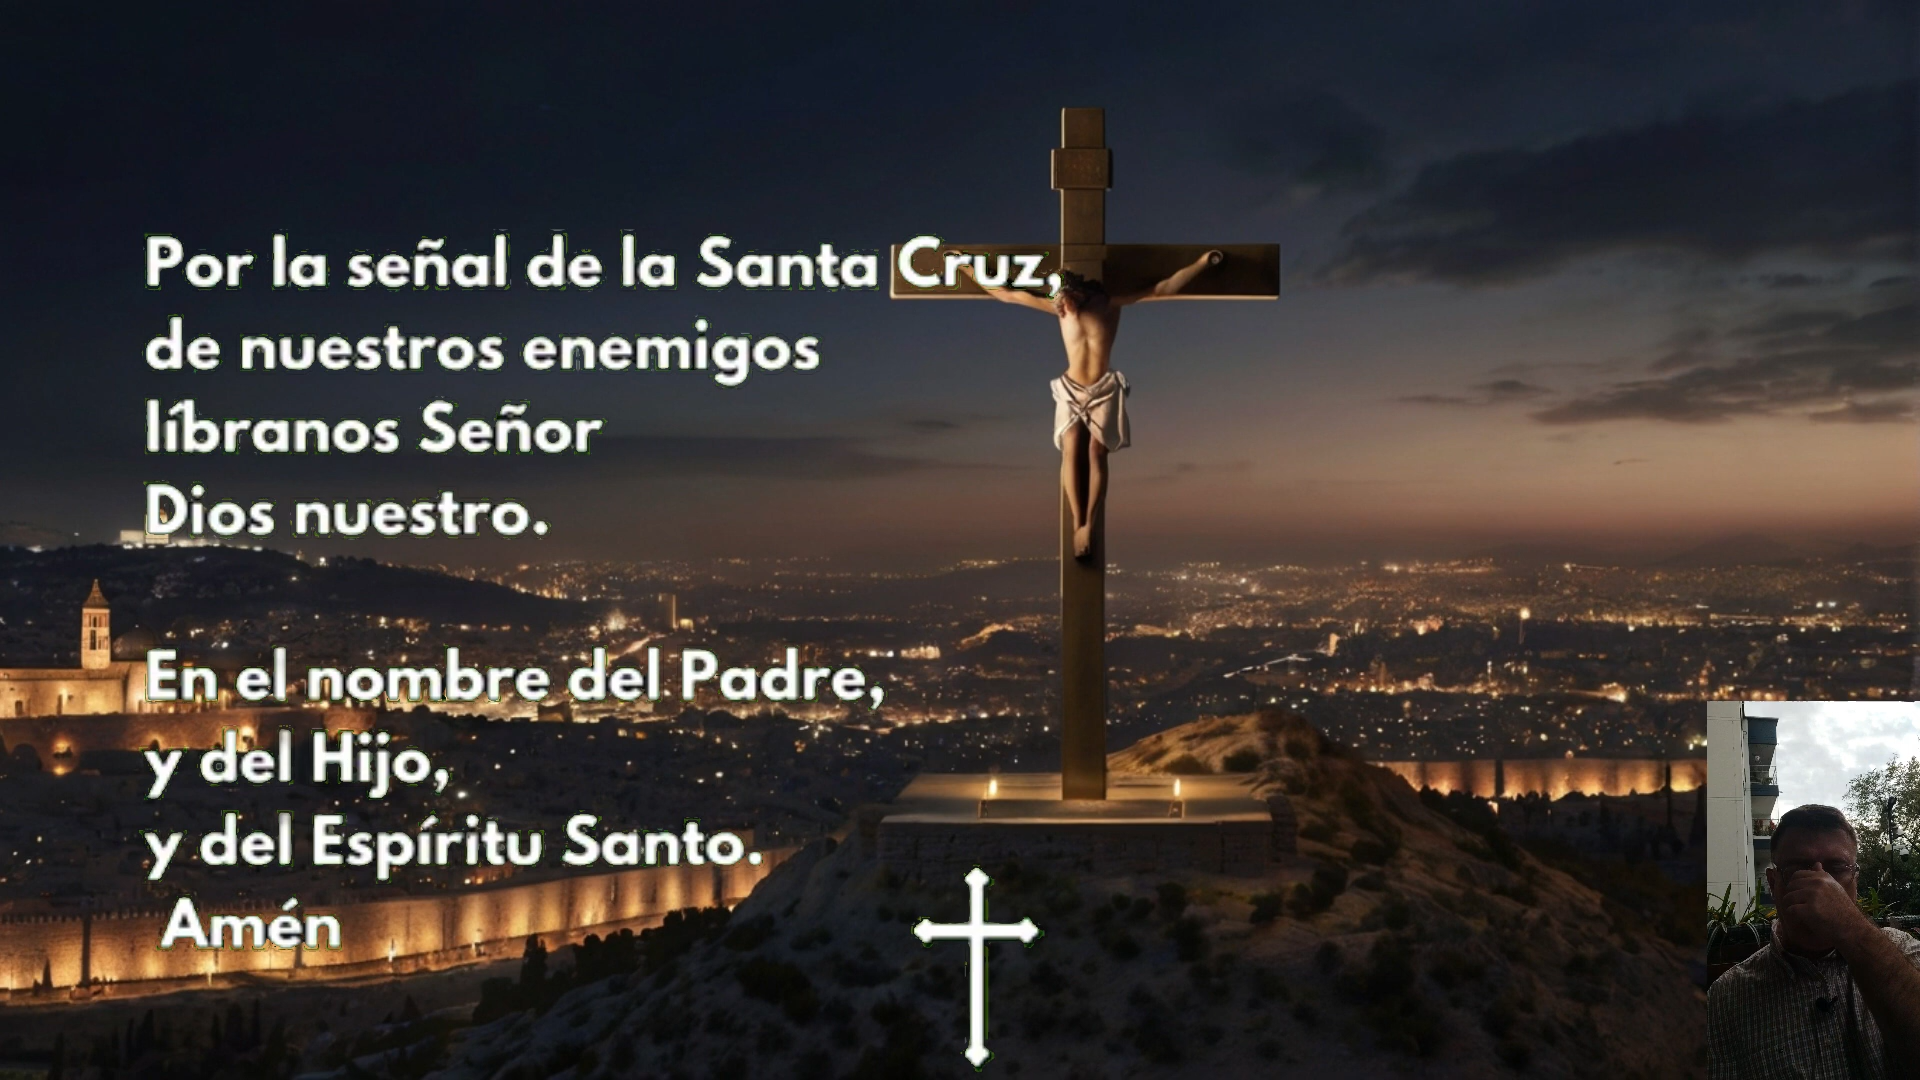 Por la señal de la Santa Cruz,
de nuestros enemigos
líbranos Señor
Dios nuestro.
En el nombre del Padre,
y del Hijo,
y del Espíritu Santo.
Amén